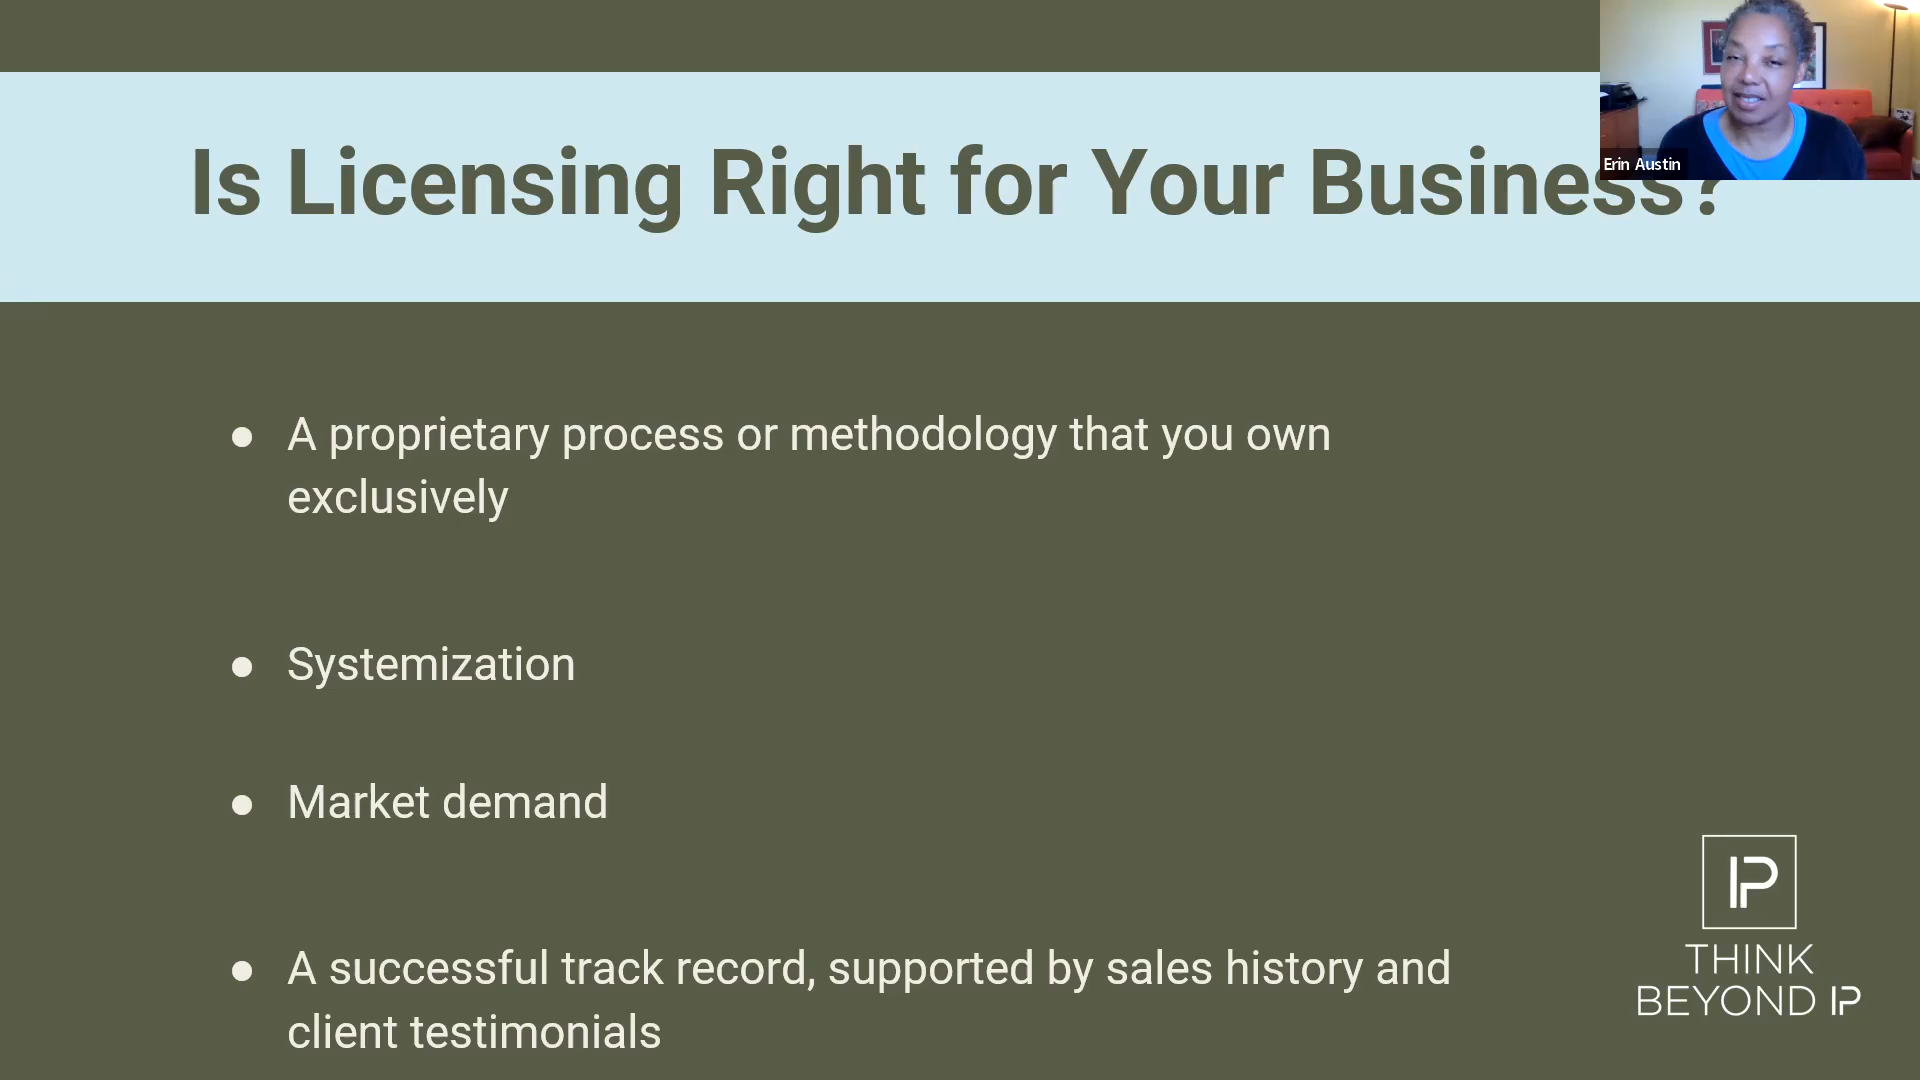 Is Licensing Right for Your Business?
Erin Austin
● A proprietary process or methodology that you own
exclusively
● Systemization
● Market demand
● A successful track record, supported by sales history and
client testimonials
IP
THINK
BEYOND IP